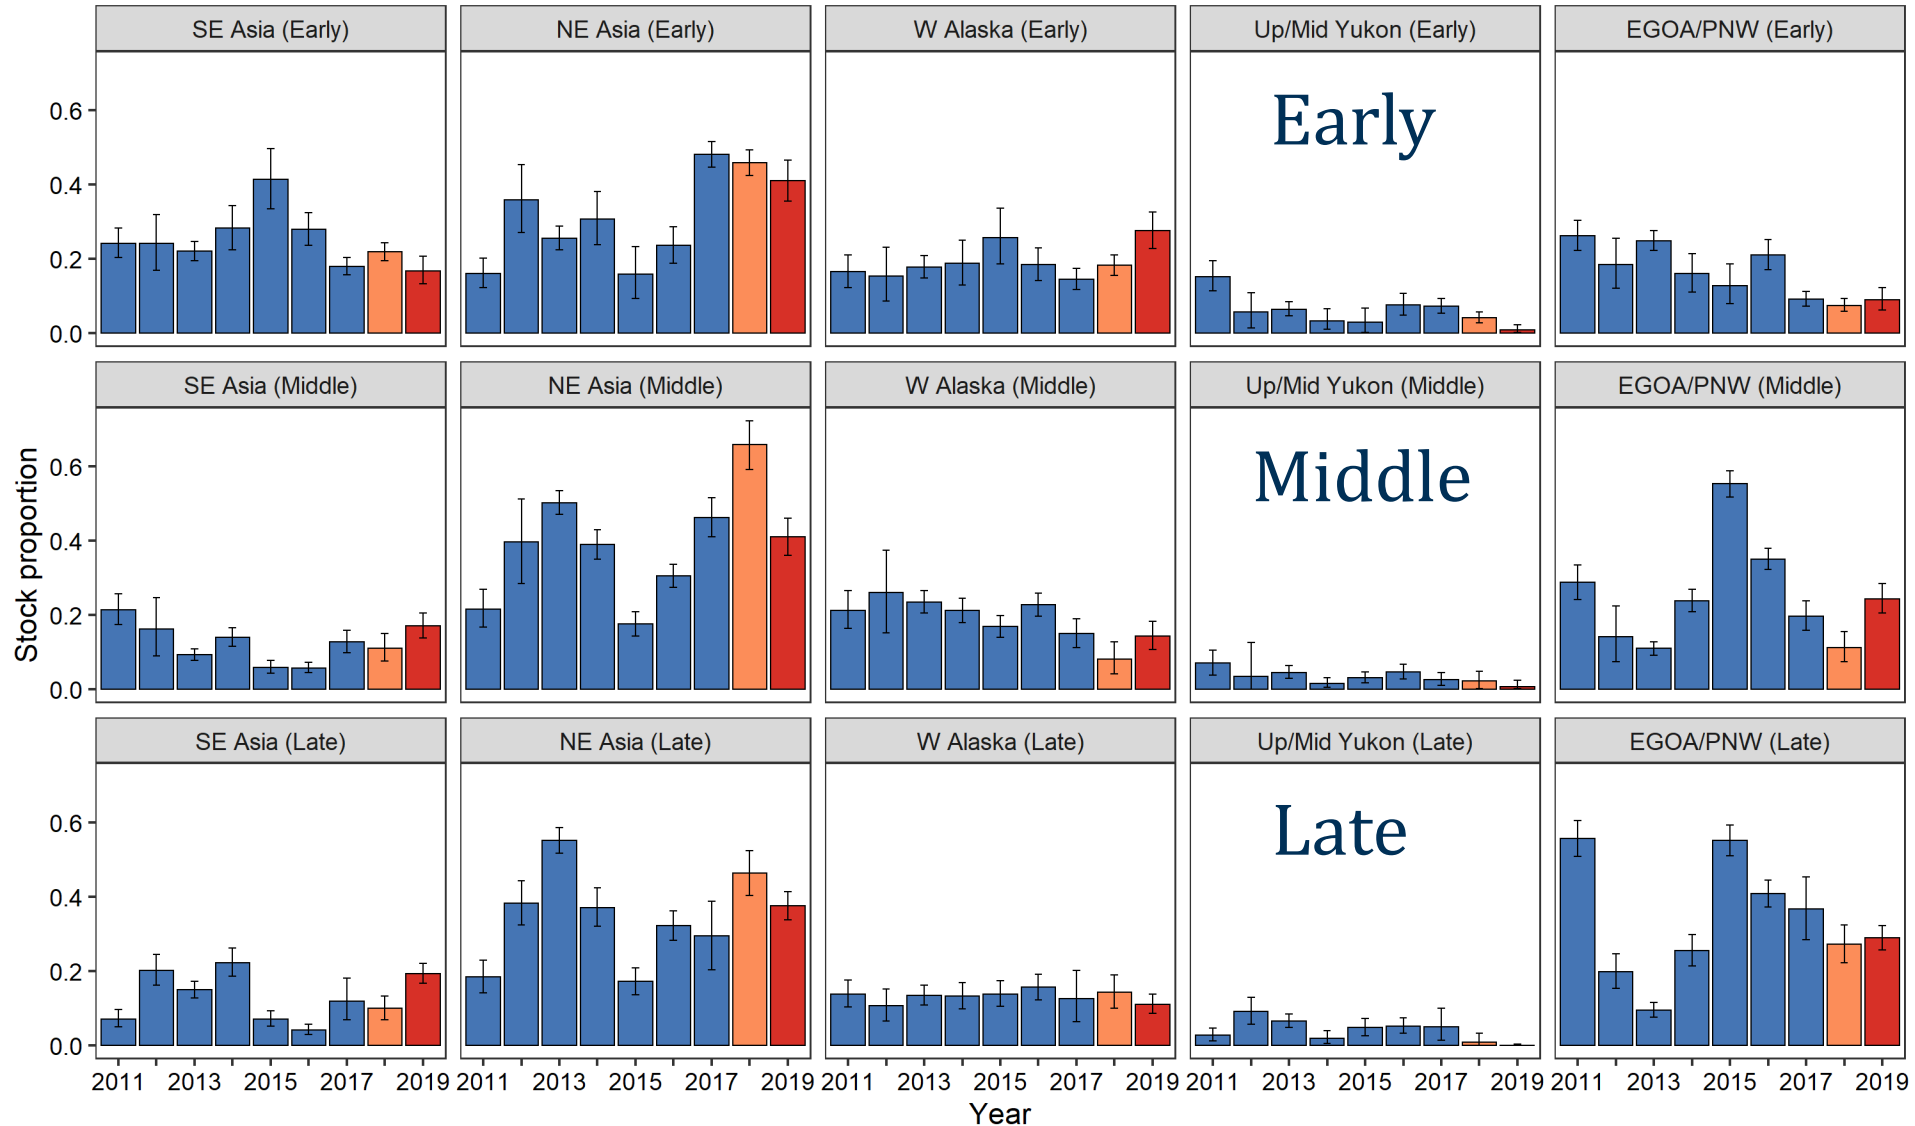 SE Asia (Early) NE Asia (Early) W Alaska (Early) Up/Mid Yukon (Early) EGOA/PNW (Early)
0.6
0.4
0.2
0.0
Early
SE Asia (Middle) NE Asia (Middle) W Alaska (Middle) Up/Mid Yukon (Middle) EGOA/PNW (Middle)
Stock proportion
0.6
0.4
0.2
0.0
Middle
SE Asia (Late) NE Asia (Late) W Alaska (Late) Up/Mid Yukon (Late) EGOA/PNW (Late)
0.6
0.4
0.2
0.0
Late
2011 2013 2015 2017 2019 2011 2013 2015 2017 2019 2011 2013 2015 2017 2019 2011 2013 2015 2017 2019 2011 2013 2015 2017 2019
Year